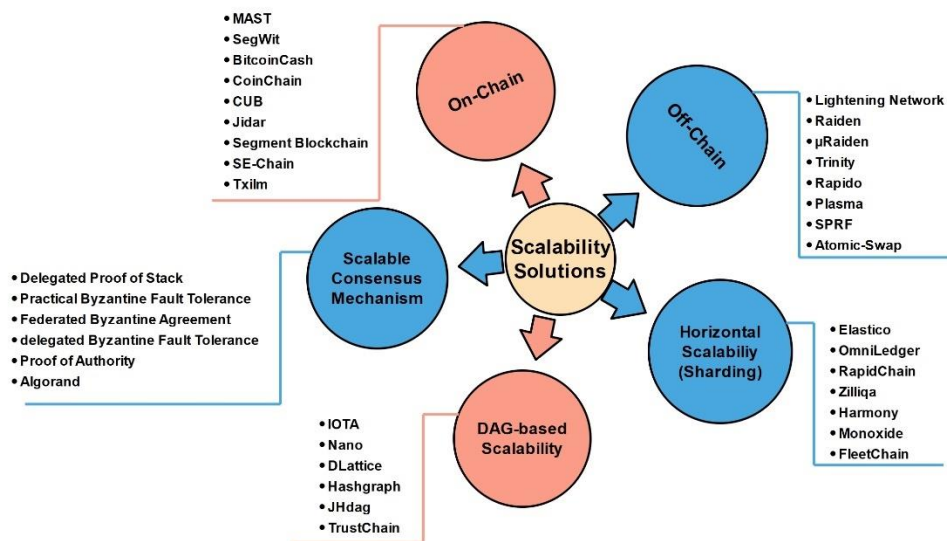 • MAST
• SegWit
• BitcoinCash
• CoinChain
• CUB
• Jidar
• Segment Blockchain
• SE-Chain
• Txilm
On-Chain
Off-Chain
• Lightening Network
• Raiden
• µRaiden
• Trinity
• Rapido
• Plasma
• SPRF
• Atomic-Swap
Scalability
Solutions
Scalable
Consensus
Mechanism
• Delegated Proof of Stack
• Practical Byzantine Fault Tolerance
• Federated Byzantine Agreement
• delegated Byzantine Fault Tolerance
• Proof of Authority
• Algorand
Horizontal
Scalabiliy
(Sharding)
• Elastico
• OmniLedger
• RapidChain
• Zilliqa
• Harmony
• Monoxide
• FleetChain
DAG-based
Scalability
• IOTA
• Nano
• DLattice
• Hashgraph
• JHdag
• TrustChain